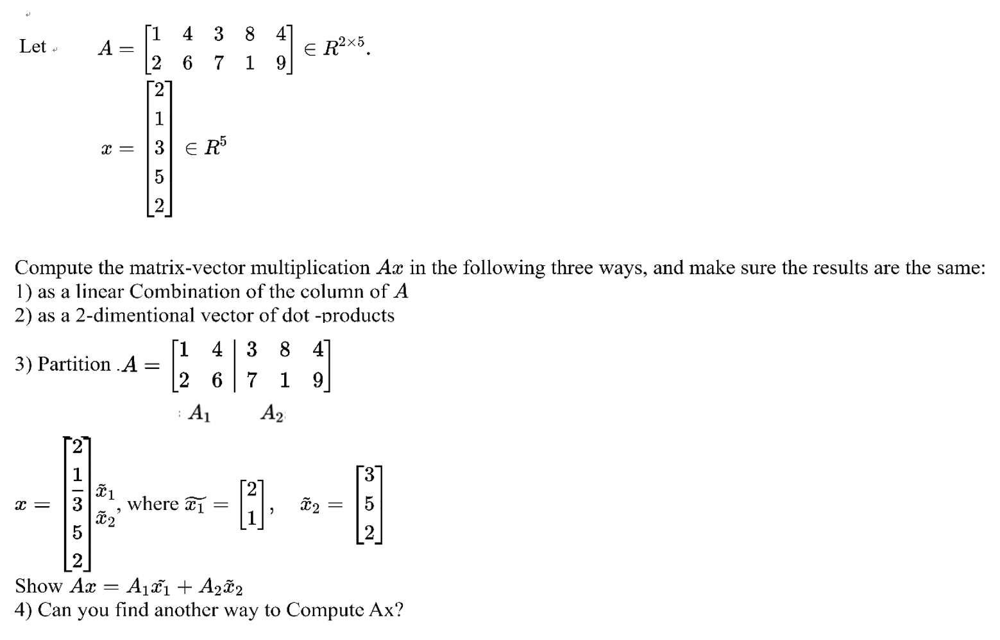 Let A = [1 4 3 8 4; 2 6 7 1 9] ∈ R^{2×5}.
x = [2; 1; 3; 5; 2] ∈ R^5
Compute the matrix-vector multiplication Ax in the following three ways, and make sure the results are the same:
1) as a linear Combination of the column of A
2) as a 2-dimentional vector of dot -products
3) Partition .A = [1 4 | 3 8 4; 2 6 | 7 1 9]
: A₁ A₂
x = [2; 1; 3; 5; 2] x̃₁ x̃₂, where x̃₁ = [2; 1], x̃₂ = [3; 5; 2]
Show Ax = A₁x̃₁ + A₂x̃₂
4) Can you find another way to Compute Ax?